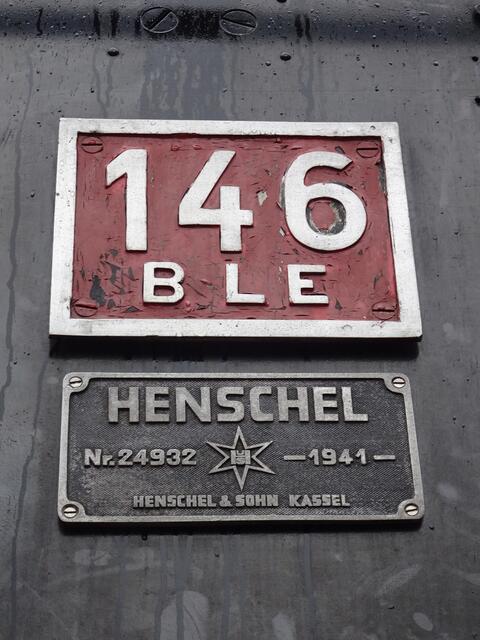 146
BLE
HENSCHEL
Nr. 24932 —1941—
HENSCHEL & SOHN KASSEL